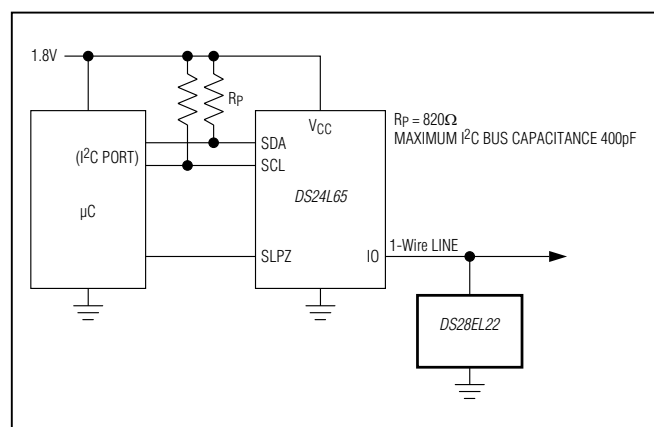 1.8V
RP
VCC
RP = 820Ω
MAXIMUM I²C BUS CAPACITANCE 400pF
(I²C PORT)
SDA
SCL
DS24L65
µC
SLPZ
IO
1-Wire LINE
DS28EL22